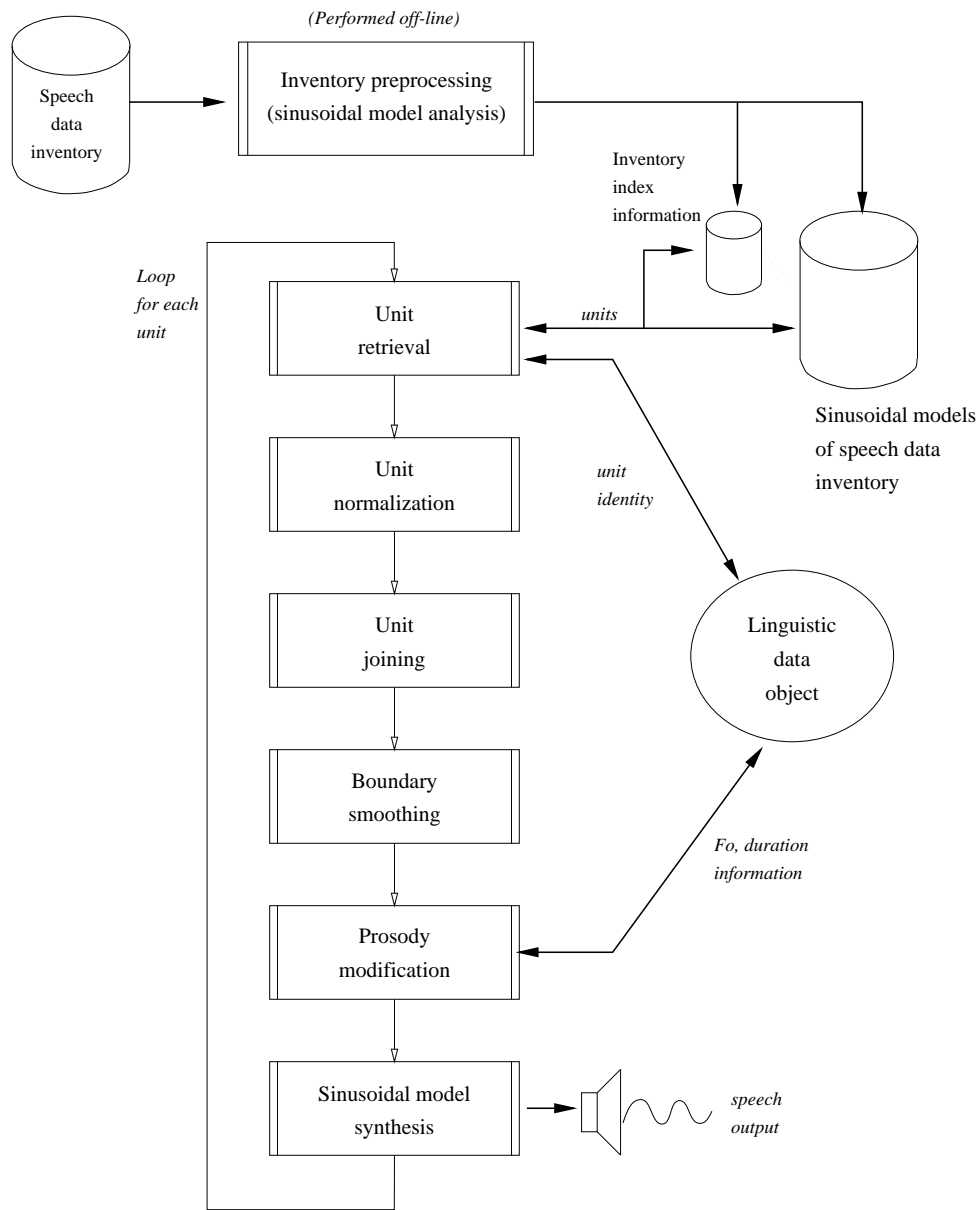 (Performed off-line)
Speech
data
inventory
Inventory preprocessing
(sinusoidal model analysis)
Inventory
index
information
Loop
for each
unit
Unit
retrieval
units
Sinusoidal models
of speech data
inventory
Unit
normalization
unit
identity
Unit
joining
Linguistic
data
object
Boundary
smoothing
Fo, duration
information
Prosody
modification
Sinusoidal model
synthesis
speech
output